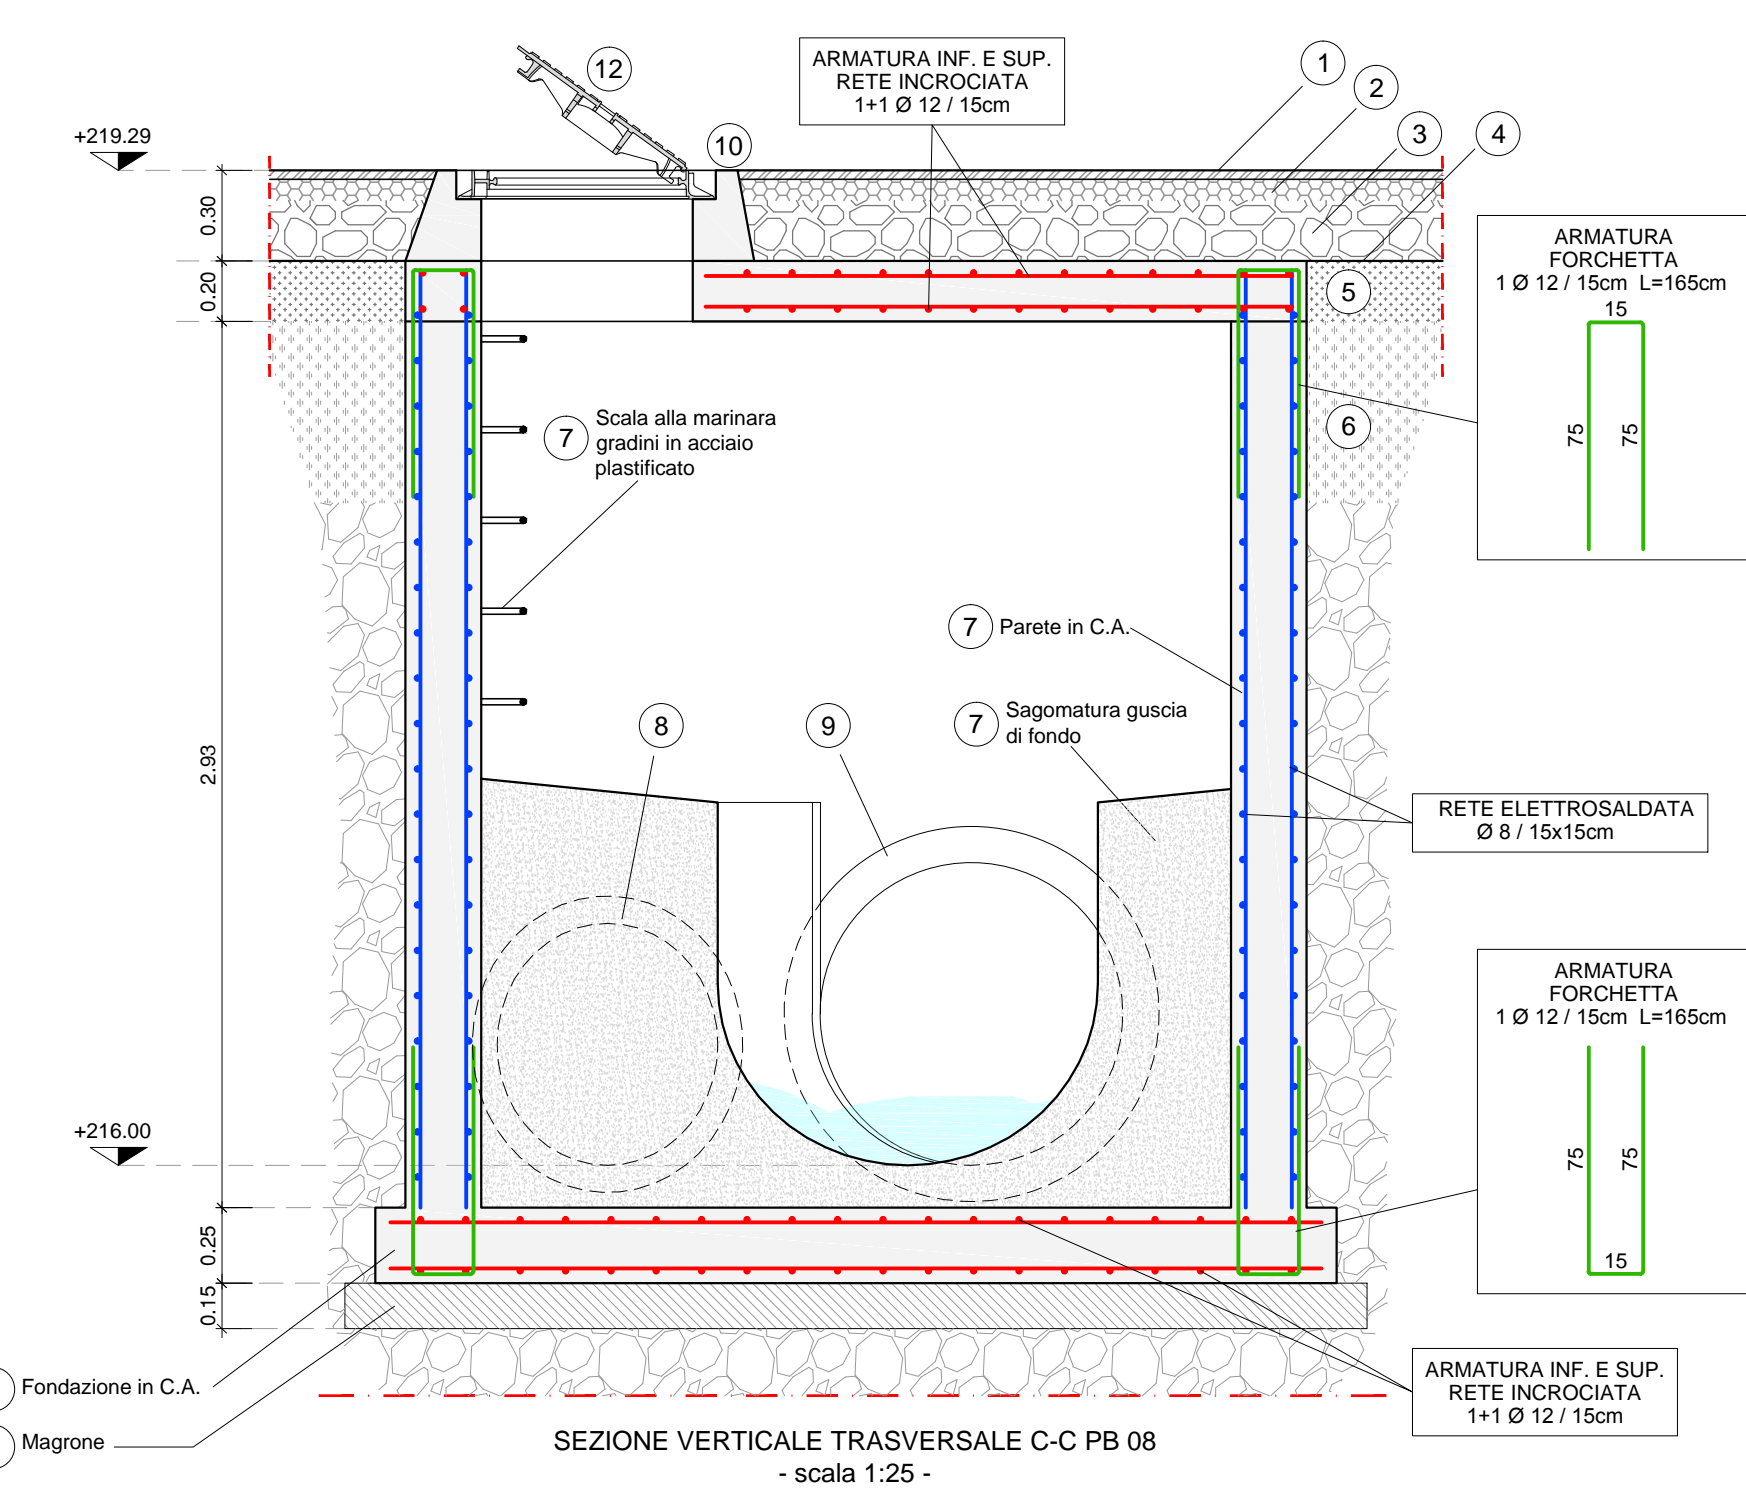 12
ARMATURA INF. E SUP.
RETE INCROCIATA
1+1 Ø 12 / 15cm
1
2
3
4
10
+219.29
0.30
0.20
2.93
+216.00
0.25
0.15
ARMATURA
FORCHETTA
1 Ø 12 / 15cm L=165cm
15
75
75
5
6
7
Scala alla marinara
gradini in acciaio
plastificato
7
Parete in C.A.
7
Sagomatura guscia
di fondo
8
9
RETE ELETTROSALDATA
Ø 8 / 15x15cm
ARMATURA
FORCHETTA
1 Ø 12 / 15cm L=165cm
75
75
15
Fondazione in C.A.
Magrone
ARMATURA INF. E SUP.
RETE INCROCIATA
1+1 Ø 12 / 15cm
SEZIONE VERTICALE TRASVERSALE C-C PB 08
- scala 1:25 -